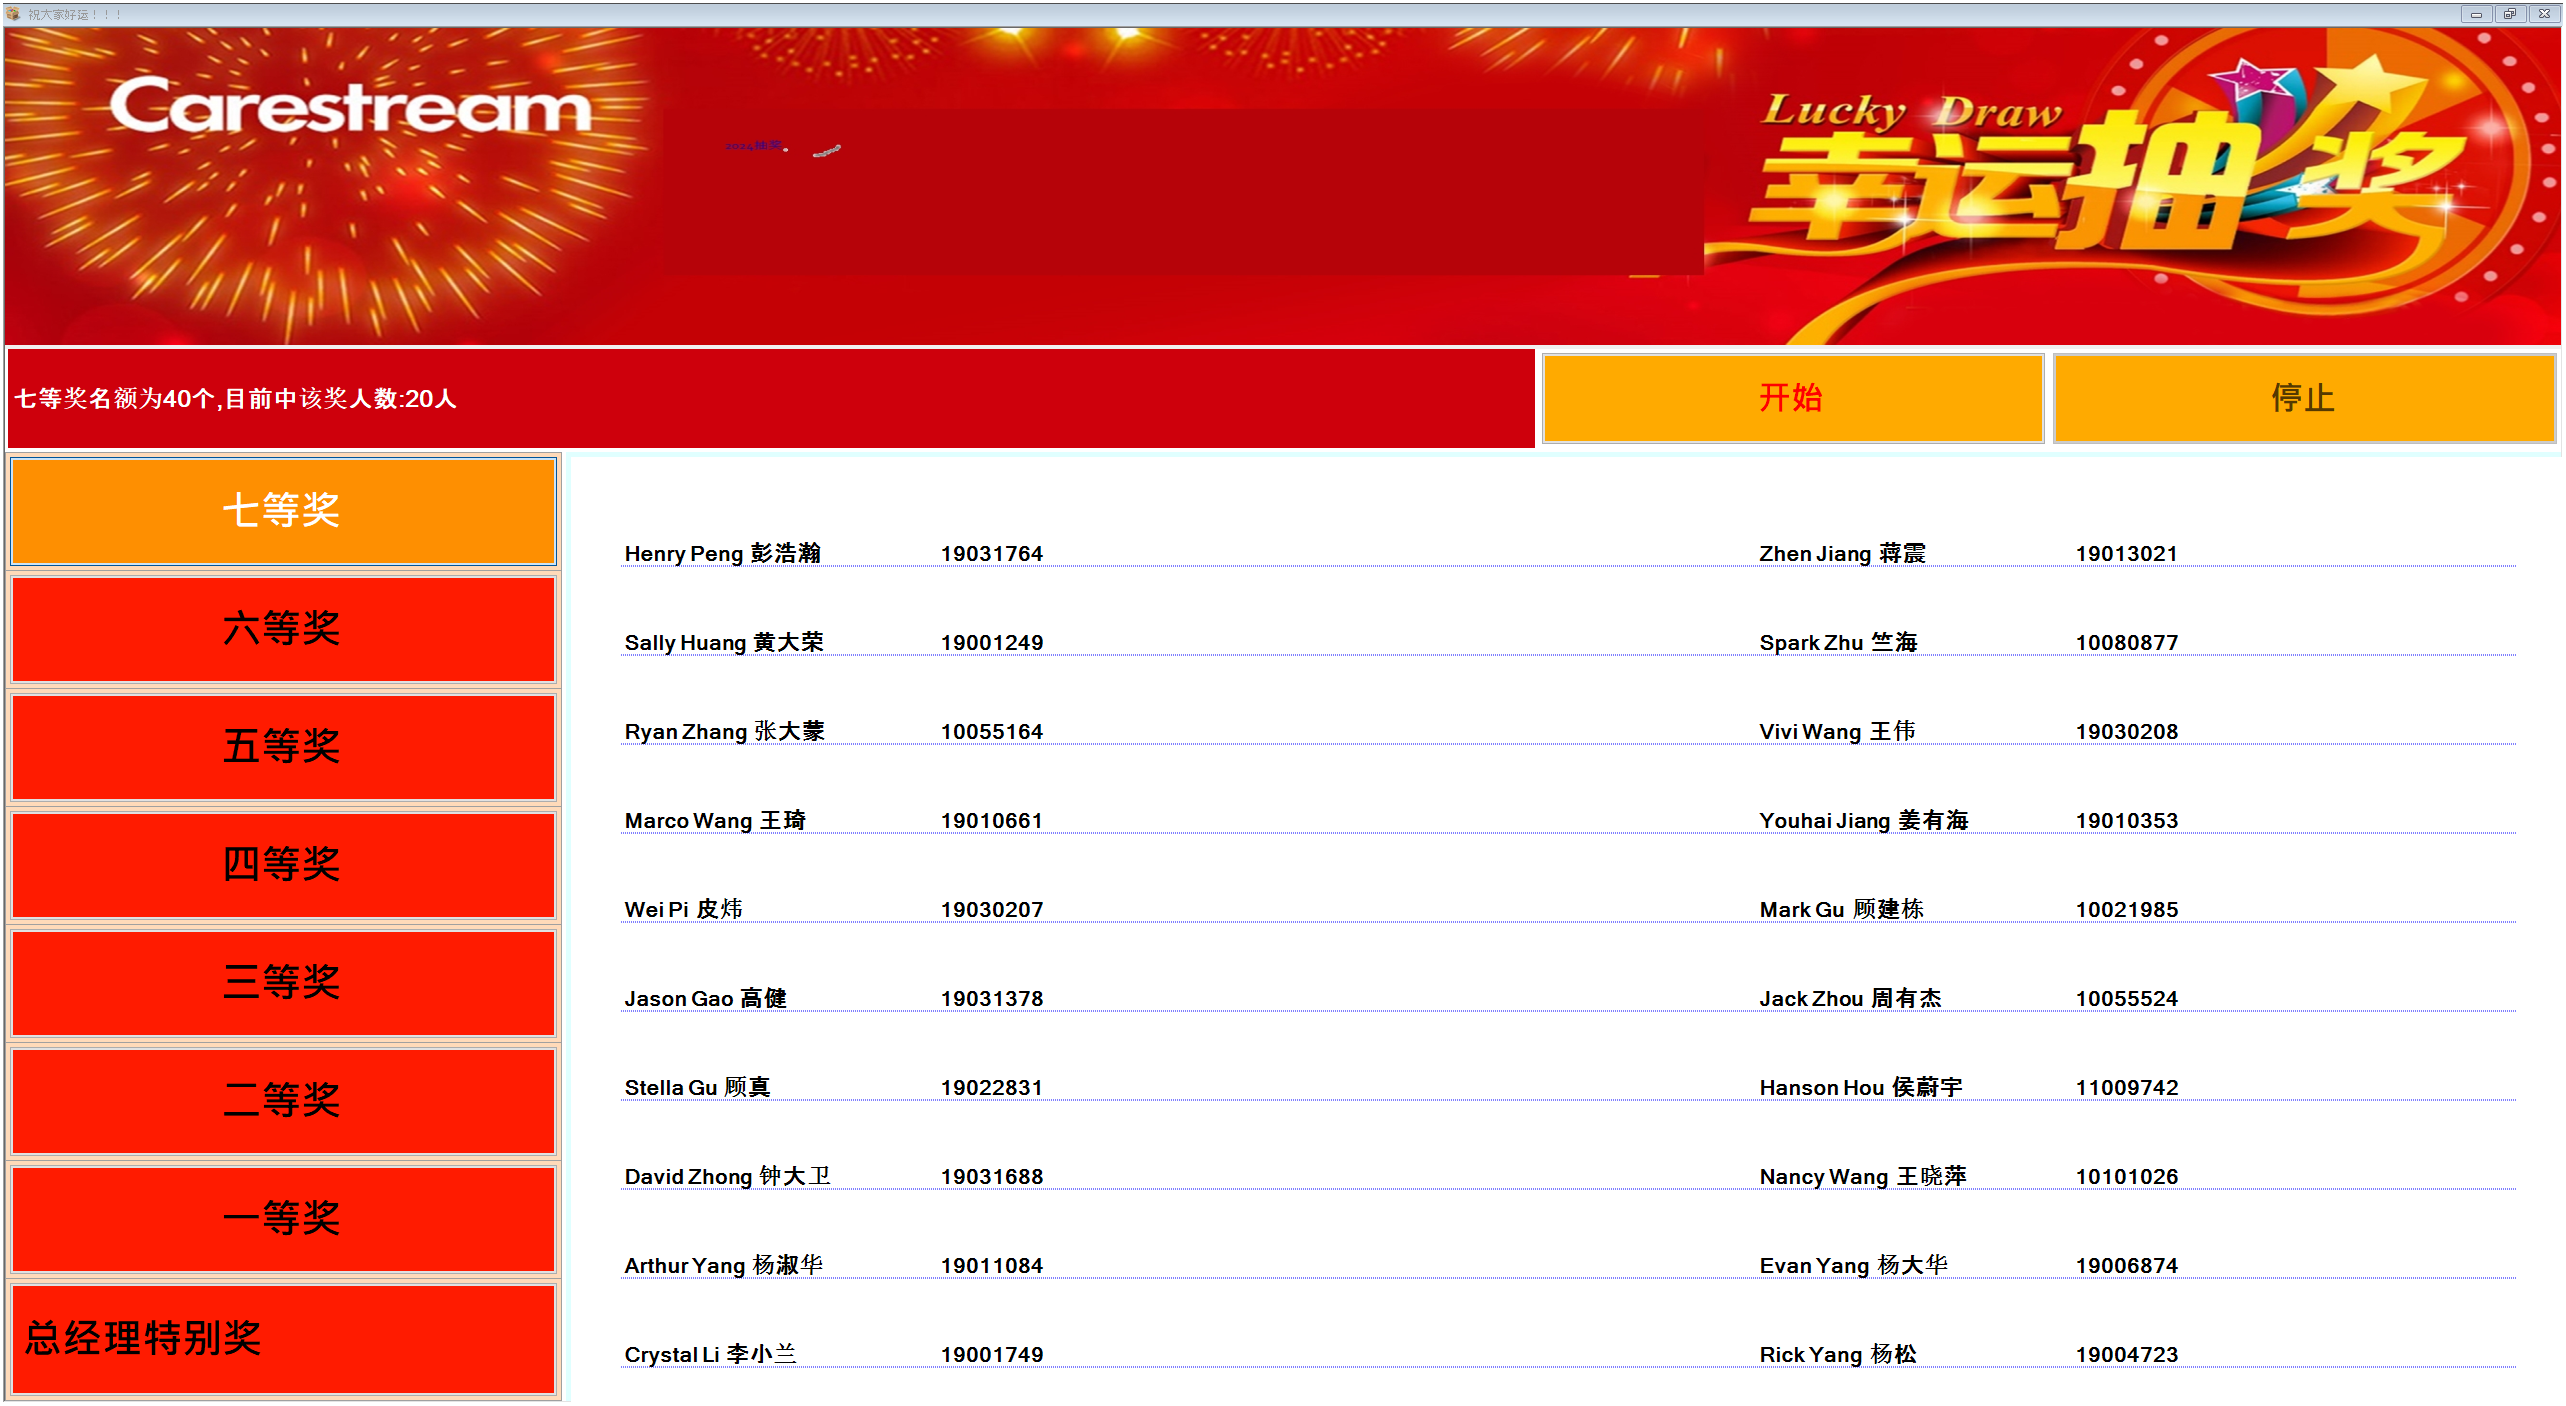 祝大家好运！！！
Carestream
2024抽奖。
Lucky Draw
幸运抽奖
七等奖名额为40个,目前中该奖人数:20人
开始
停止
七等奖
六等奖
五等奖
四等奖
三等奖
二等奖
一等奖
总经理特别奖
Henry Peng 彭浩瀚 19031764 Zhen Jiang 蒋震 19013021
Sally Huang 黄大荣 19001249 Spark Zhu 竺海 10080877
Ryan Zhang 张大蒙 10055164 Vivi Wang 王伟 19030208
Marco Wang 王琦 19010661 Youhai Jiang 姜有海 19010353
Wei Pi 皮炜 19030207 Mark Gu 顾建栋 10021985
Jason Gao 高健 19031378 Jack Zhou 周有杰 10055524
Stella Gu 顾真 19022831 Hanson Hou 侯蔚宇 11009742
David Zhong 钟大卫 19031688 Nancy Wang 王晓萍 10101026
Arthur Yang 杨淑华 19011084 Evan Yang 杨大华 19006874
Crystal Li 李小兰 19001749 Rick Yang 杨松 19004723